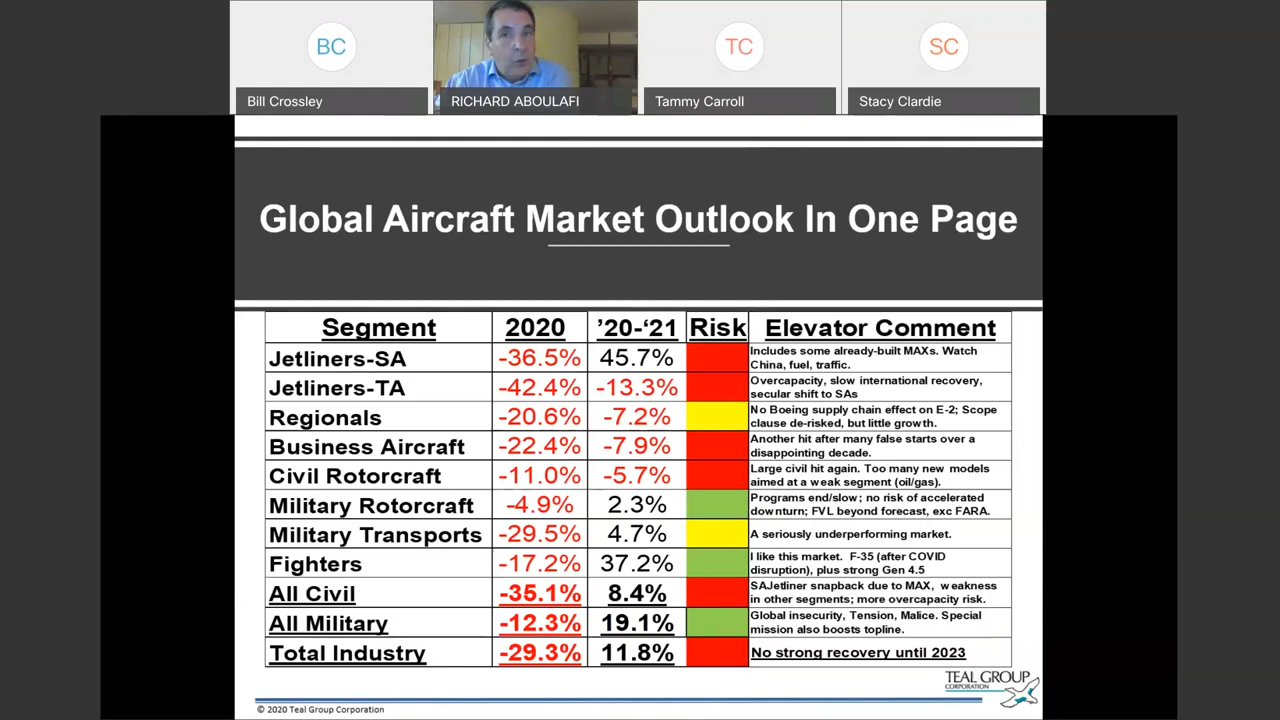 BC
TC
SC
Bill Crossley
RICHARD ABOULAFI
Tammy Carroll
Stacy Clardie
Global Aircraft Market Outlook In One Page
Segment 2020 '20-‘21 Risk Elevator Comment
Jetliners-SA -36.5% 45.7% Includes some already-built MAXs. Watch
China, fuel, traffic.
Jetliners-TA -42.4% -13.3% Overcapacity, slow international recovery,
secular shift to SAs
Regionals -20.6% -7.2% No Boeing supply chain effect on E-2; Scope
clause de-risked, but little growth.
Business Aircraft -22.4% -7.9% Another hit after many false starts over a
disappointing decade.
Civil Rotorcraft -11.0% -5.7% Large civil hit again. Too many new models
aimed at a weak segment (oil/gas).
Military Rotorcraft -4.9% 2.3% Programs end/slow; no risk of accelerated
downturn; FVL beyond forecast, exc FARA.
Military Transports -29.5% 4.7% A seriously underperforming market.
Fighters -17.2% 37.2% I like this market. F-35 (after COVID
disruption), plus strong Gen 4.5
All Civil -35.1% 8.4% SAJetliner snapback due to MAX, weakness
in other segments; more overcapacity risk.
All Military -12.3% 19.1% Global insecurity, Tension, Malice. Special
mission also boosts topline.
Total Industry -29.3% 11.8% No strong recovery until 2023
TEAL GROUP
CORPORATION
© 2020 Teal Group Corporation